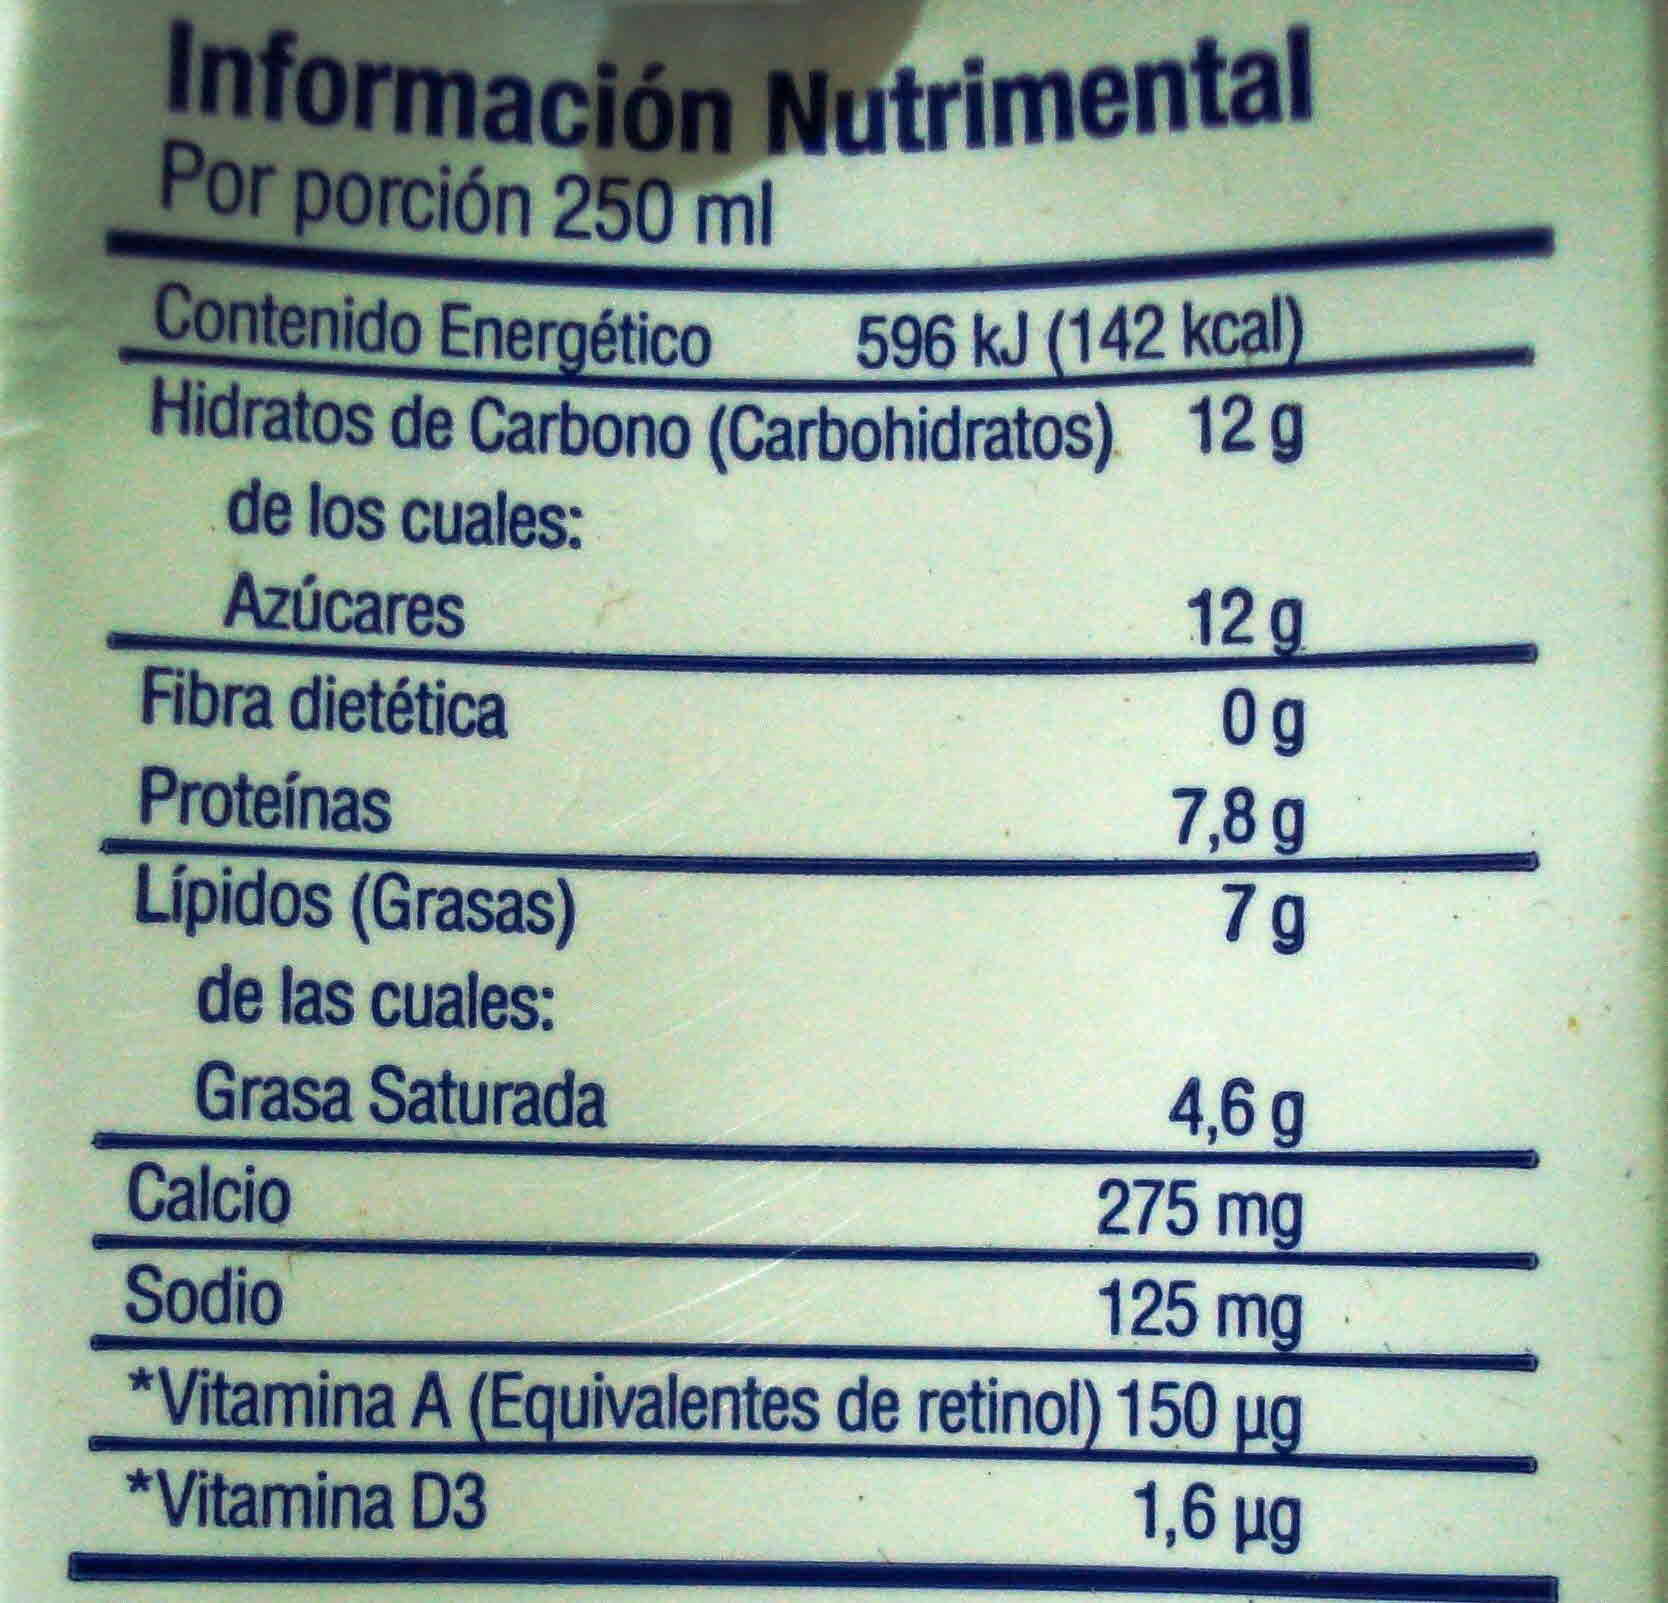 Información Nutrimental
Por porción 250 ml
Contenido Energético 596 kJ (142 kcal)
Hidratos de Carbono (Carbohidratos) 12 g
de los cuales:
Azúcares 12 g
Fibra dietética 0 g
Proteínas 7,8 g
Lípidos (Grasas) 7 g
de las cuales:
Grasa Saturada 4,6 g
Calcio 275 mg
Sodio 125 mg
*Vitamina A (Equivalentes de retinol) 150 µg
*Vitamina D3 1,6 µg